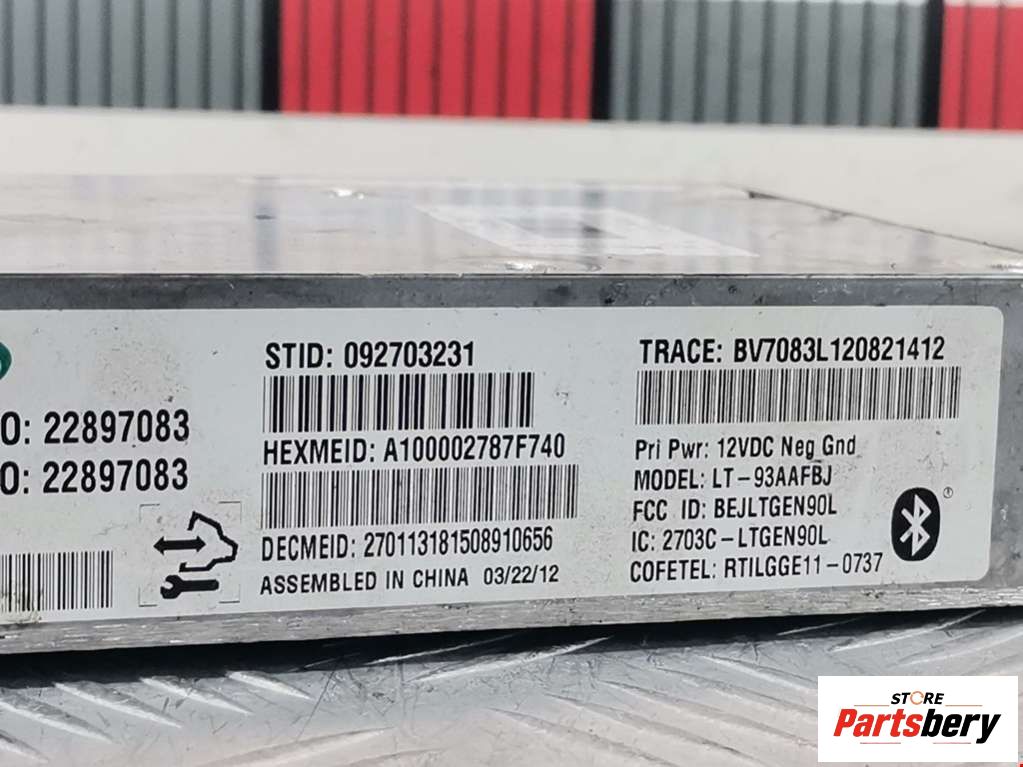 O: 22897083
O: 22897083
STID: 092703231
HEXMEID: A100002787F740
DECMEID: 270113181508910656
ASSEMBLED IN CHINA 03/22/12
TRACE: BV7083L120821412
Pri Pwr: 12VDC Neg Gnd
MODEL: LT-93AAFBJ
FCC ID: BEJLTGEN90L
IC: 2703C-LTGEN90L
COFETEL: RTILGGE11-0737
®
STORE
Partsbery